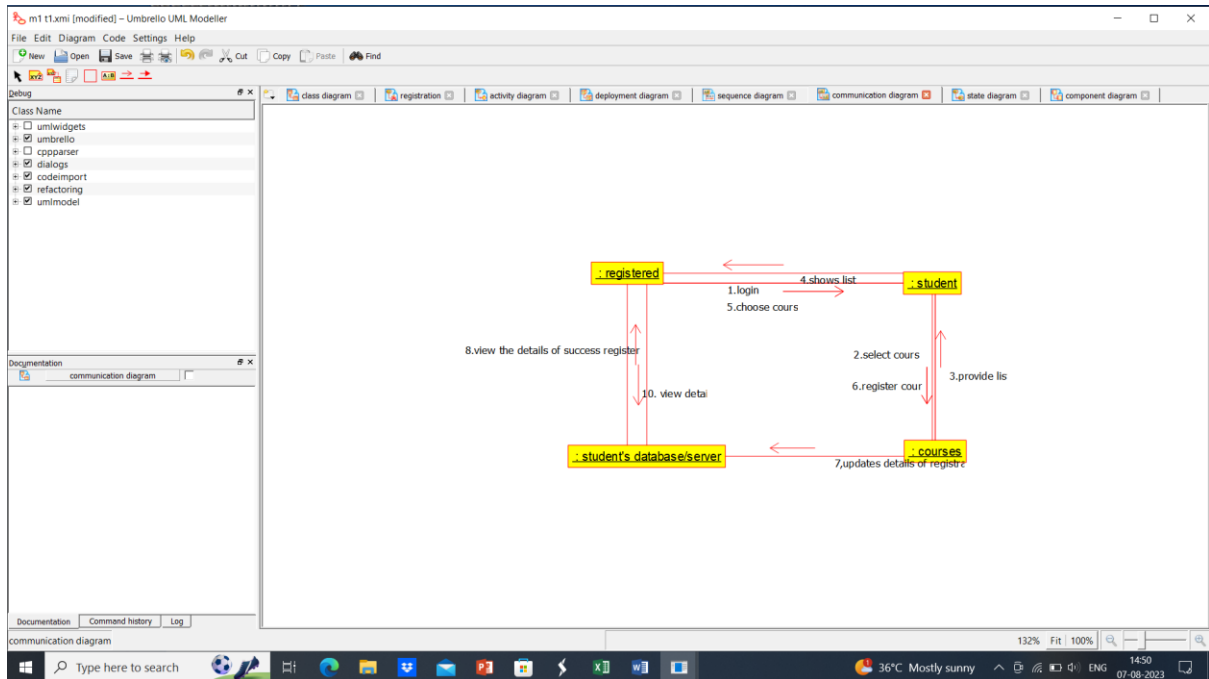 m1 t1.xmi [modified] – Umbrello UML Modeller
File Edit Diagram Code Settings Help
New Open Save Cut Copy Paste Find
XYZ A:B
Debug
class diagram registration activity diagram deployment diagram sequence diagram communication diagram state diagram component diagram
Class Name
umlwidgets
umbrello
cppparser
dialogs
codeimport
refactoring
umlmodel
: registered
4.shows list
: student
1.login
5.choose cours
8.view the details of success register
2.select cours
3.provide lis
6.register cour
10. view detai
: student's database/server
: courses
7,updates details of registra
Documentation
communication diagram
Documentation Command history Log
communication diagram
132% Fit 100%
Type here to search
36°C Mostly sunny ENG 14:50
07-08-2023